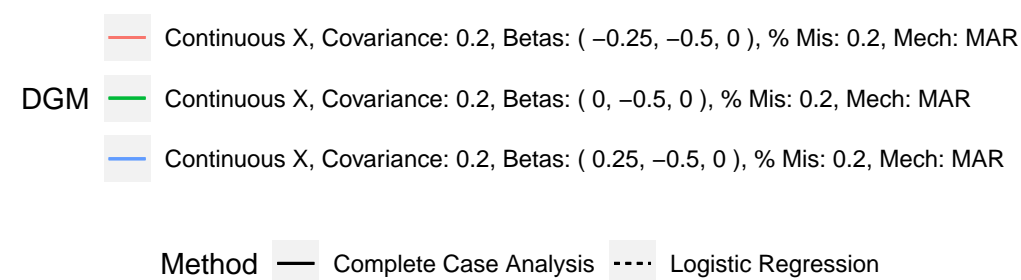 Continuous X, Covariance: 0.2, Betas: ( −0.25, −0.5, 0 ), % Mis: 0.2, Mech: MAR
DGM Continuous X, Covariance: 0.2, Betas: ( 0, −0.5, 0 ), % Mis: 0.2, Mech: MAR
Continuous X, Covariance: 0.2, Betas: ( 0.25, −0.5, 0 ), % Mis: 0.2, Mech: MAR
Method Complete Case Analysis Logistic Regression